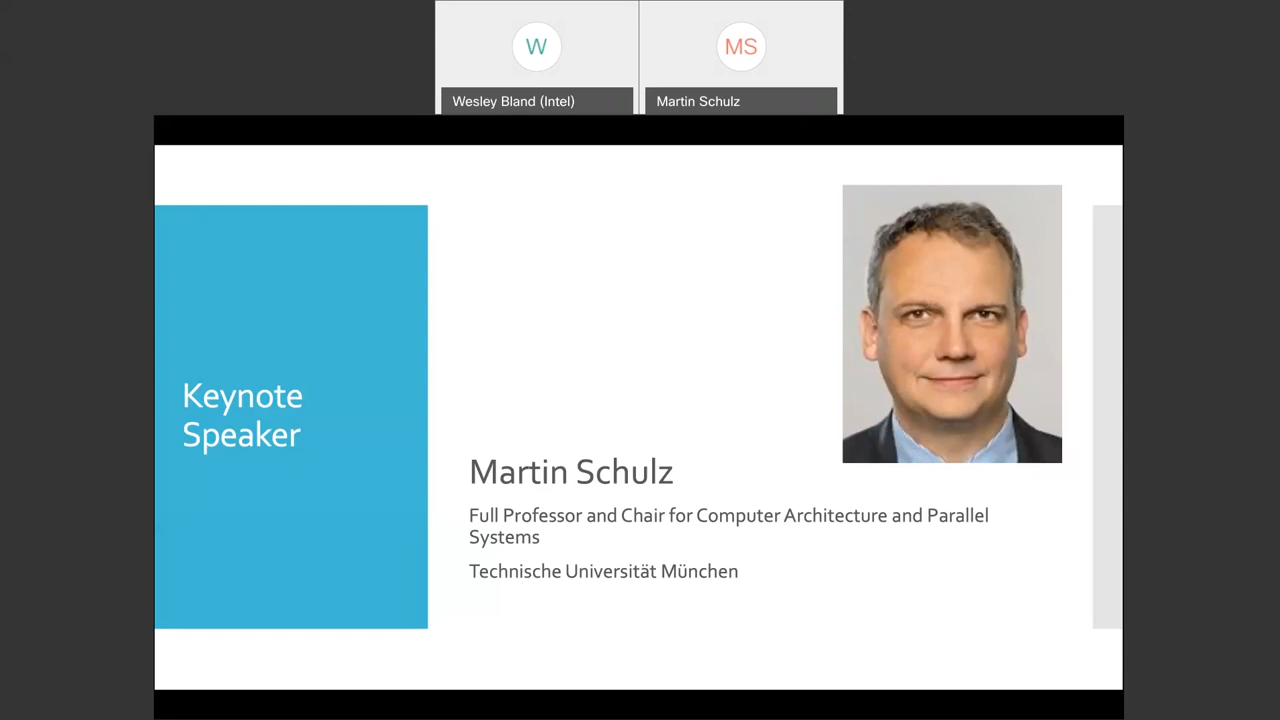 W
MS
Wesley Bland (Intel)
Martin Schulz
Keynote
Speaker
Martin Schulz
Full Professor and Chair for Computer Architecture and Parallel
Systems
Technische Universität München